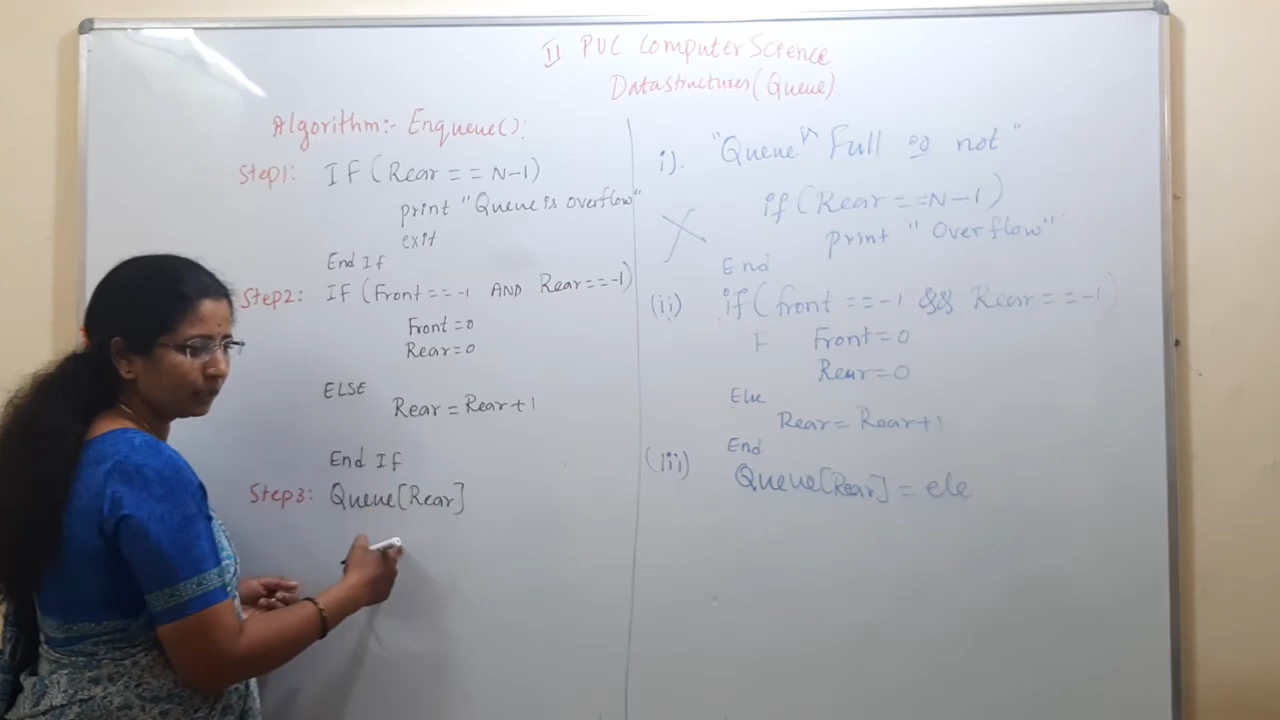 II PUC Computer Science
Datastructures (Queue)
Algorithm:- Enqueue():
Step1: IF (Rear == N-1)
print "Queue is overflow"
exit
End If
Step2: IF (Front == -1 AND Rear == -1)
Front = 0
Rear = 0
ELSE
Rear = Rear + 1
End IF
Step3: Queue[Rear]
i). "Queue Full or not"
if (Rear == N-1)
print "Overflow"
End
(ii) if (front == -1 && Rear == -1)
F Front = 0
Rear = 0
Else
Rear = Rear + 1
End
(iii) Queue[Rear] = ele